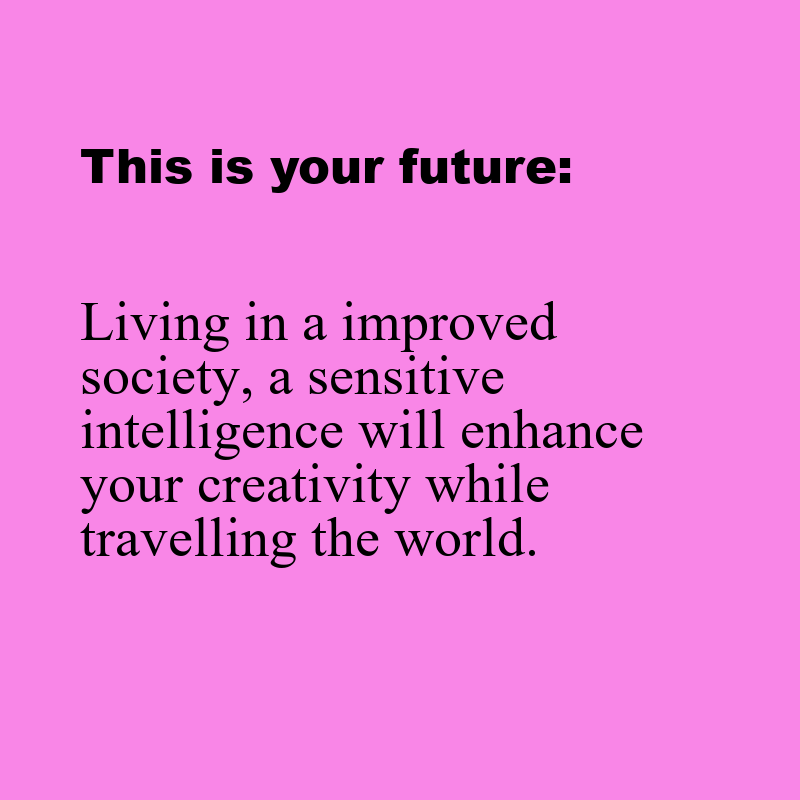 This is your future:
Living in a improved
society, a sensitive
intelligence will enhance
your creativity while
travelling the world.